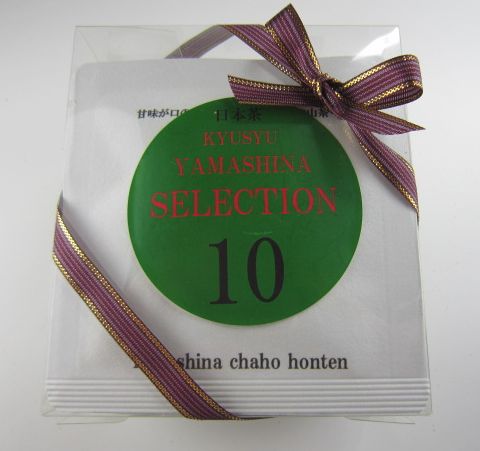 甘味が口の
日本茶
KYUSYU
YAMASHINA
SELECTION
10
shina chaho honten